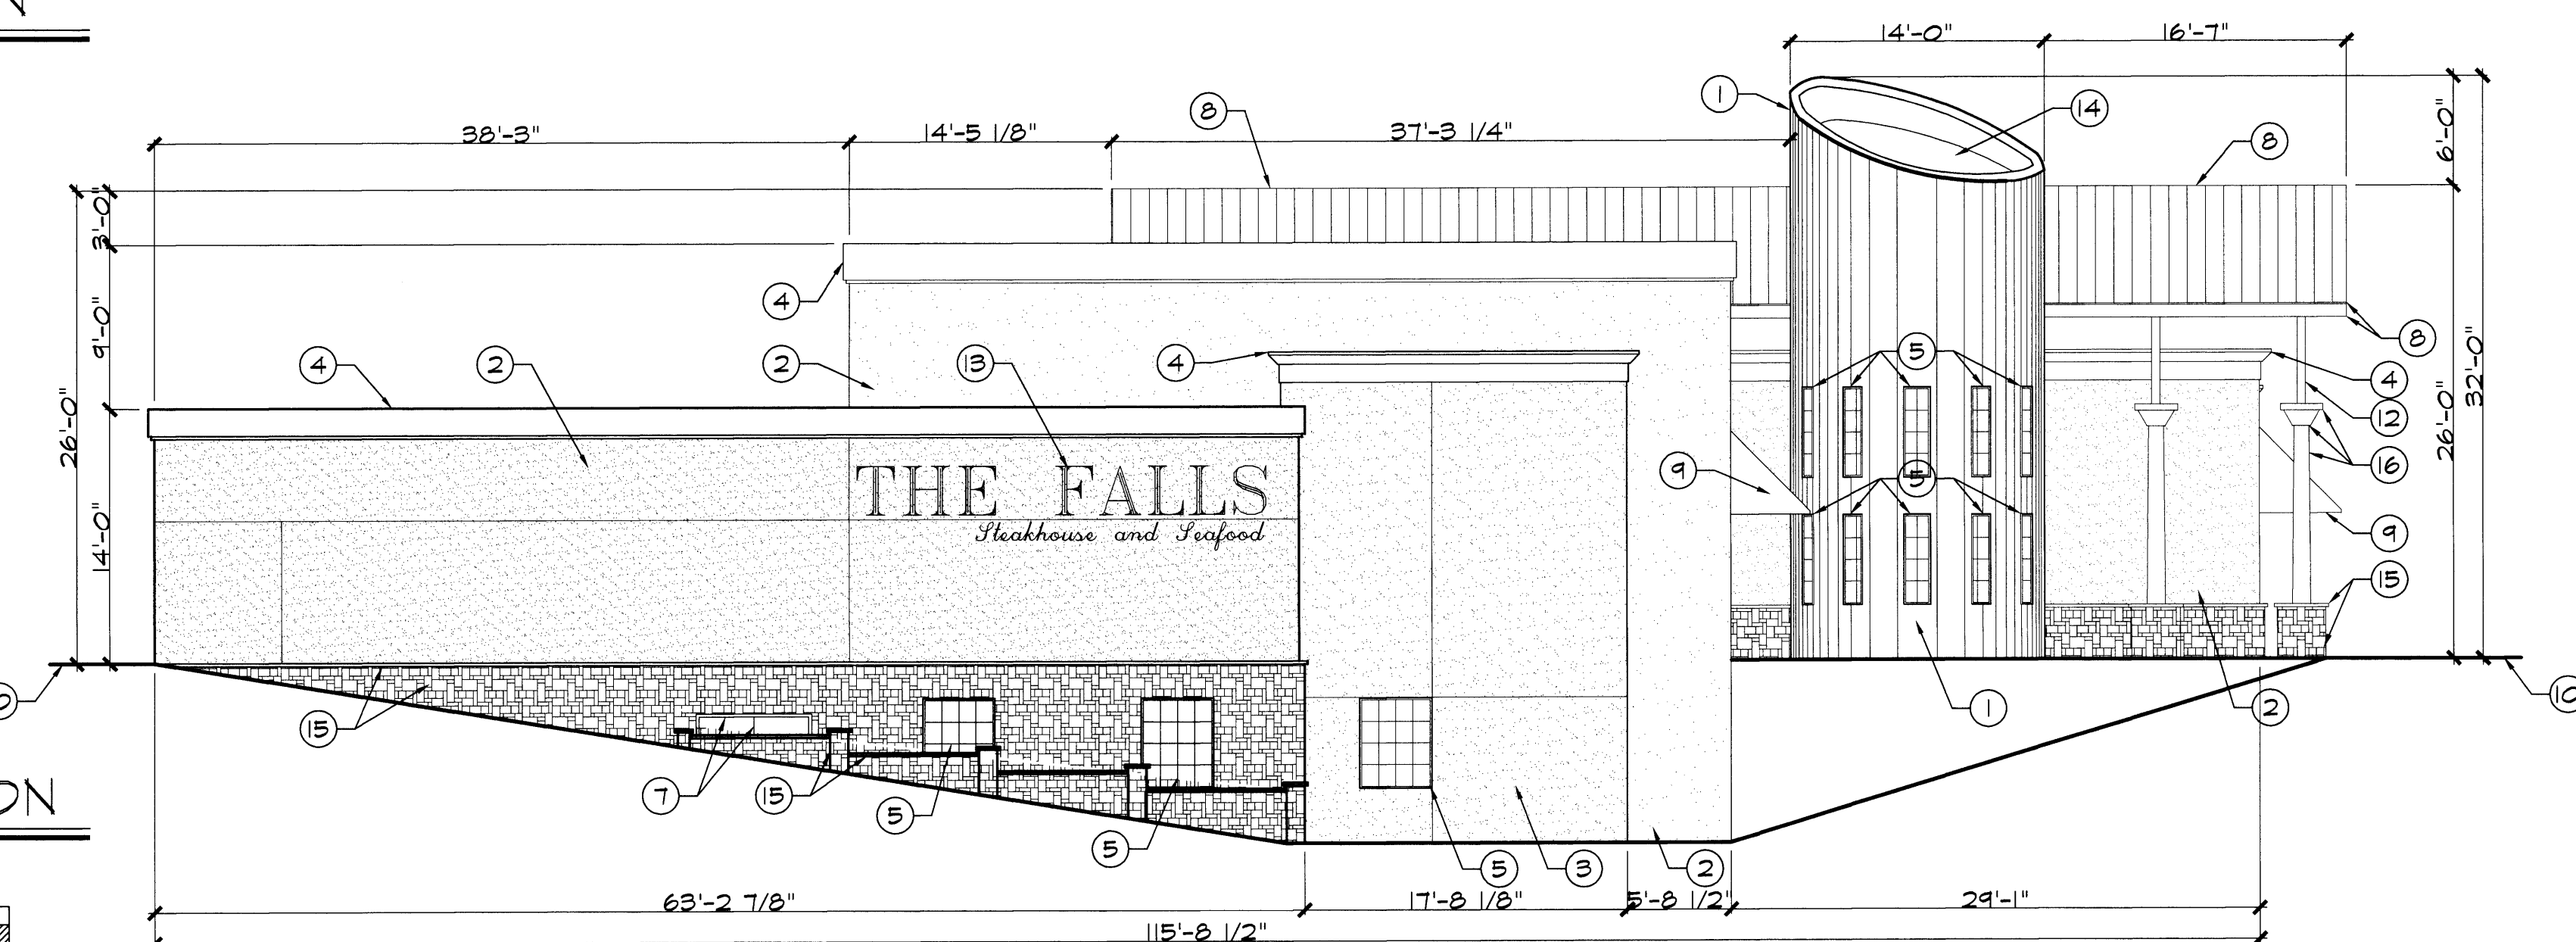 N
14'-0" 16'-7"
1 14
8
38'-3" 14'-5 1/8" 37'-3 1/4"
8
6'-0"
3'-0"
4
9'-0"
8
4 2 2 13 4 5
4
26'-0"
12
26'-0" 32'-0"
THE FALLS
9 5 16
Steakhouse and Seafood
9
14'-0"
15
10
15 1 2
7 15 5
ON
5 5 3 2
63'-2 7/8" 17'-8 1/8" 5'-8 1/2" 29'-1"
115'-8 1/2"